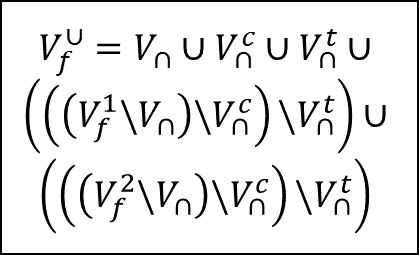 V_f^∪ = V_∩ ∪ V_∩^c ∪ V_∩^t ∪
(((V_f^1\V_∩)\V_∩^c)\V_∩^t) ∪
(((V_f^2\V_∩)\V_∩^c)\V_∩^t)